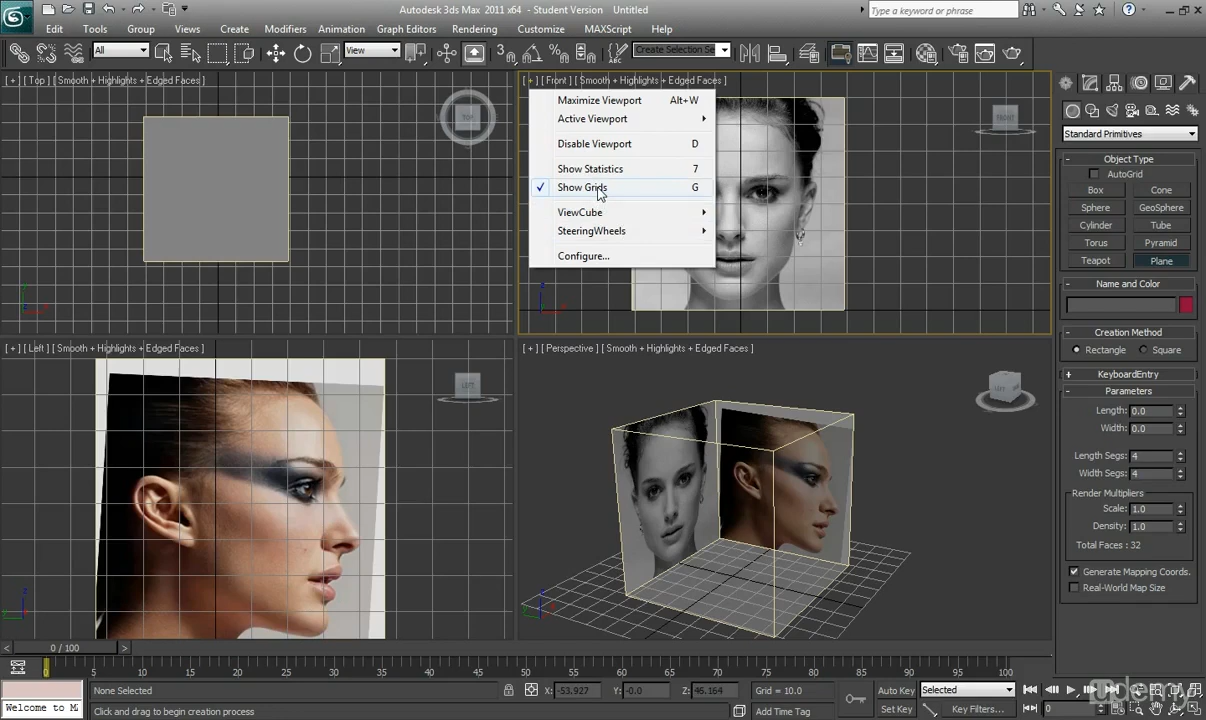 Autodesk 3ds Max 2011 x64 - Student Version Untitled
Type a keyword or phrase
Edit Tools Group Views Create Modifiers Animation Graph Editors Rendering Customize MAXScript Help
All View Create Selection Se
[ + ] [ Top ] [ Smooth + Highlights + Edged Faces ]
TOP
[ + ] [ Front ] [ Smooth + Highlights + Edged Faces ]
FRONT
Maximize Viewport Alt+W
Active Viewport
Disable Viewport D
Show Statistics 7
Show Grids G
ViewCube
SteeringWheels
Configure...
[ + ] [ Left ] [ Smooth + Highlights + Edged Faces ]
LEFT
[ + ] [ Perspective ] [ Smooth + Highlights + Edged Faces ]
Standard Primitives
Object Type
AutoGrid
Box Cone
Sphere GeoSphere
Cylinder Tube
Torus Pyramid
Teapot Plane
Name and Color
Creation Method
Rectangle Square
KeyboardEntry
Parameters
Length: 0.0
Width: 0.0
Length Segs: 4
Width Segs: 4
Render Multipliers
Scale: 1.0
Density: 1.0
Total Faces : 32
Generate Mapping Coords.
Real-World Map Size
0 / 100
0 5 10 15 20 25 30 35 40 45 50 55 60 65 70 75 80 85 90 95 100
None Selected X: -53.927 Y: -0.0 Z: 46.164 Grid = 10.0 Auto Key Selected
Welcome to M Click and drag to begin creation process Add Time Tag Set Key Key Filters... 0
udemy